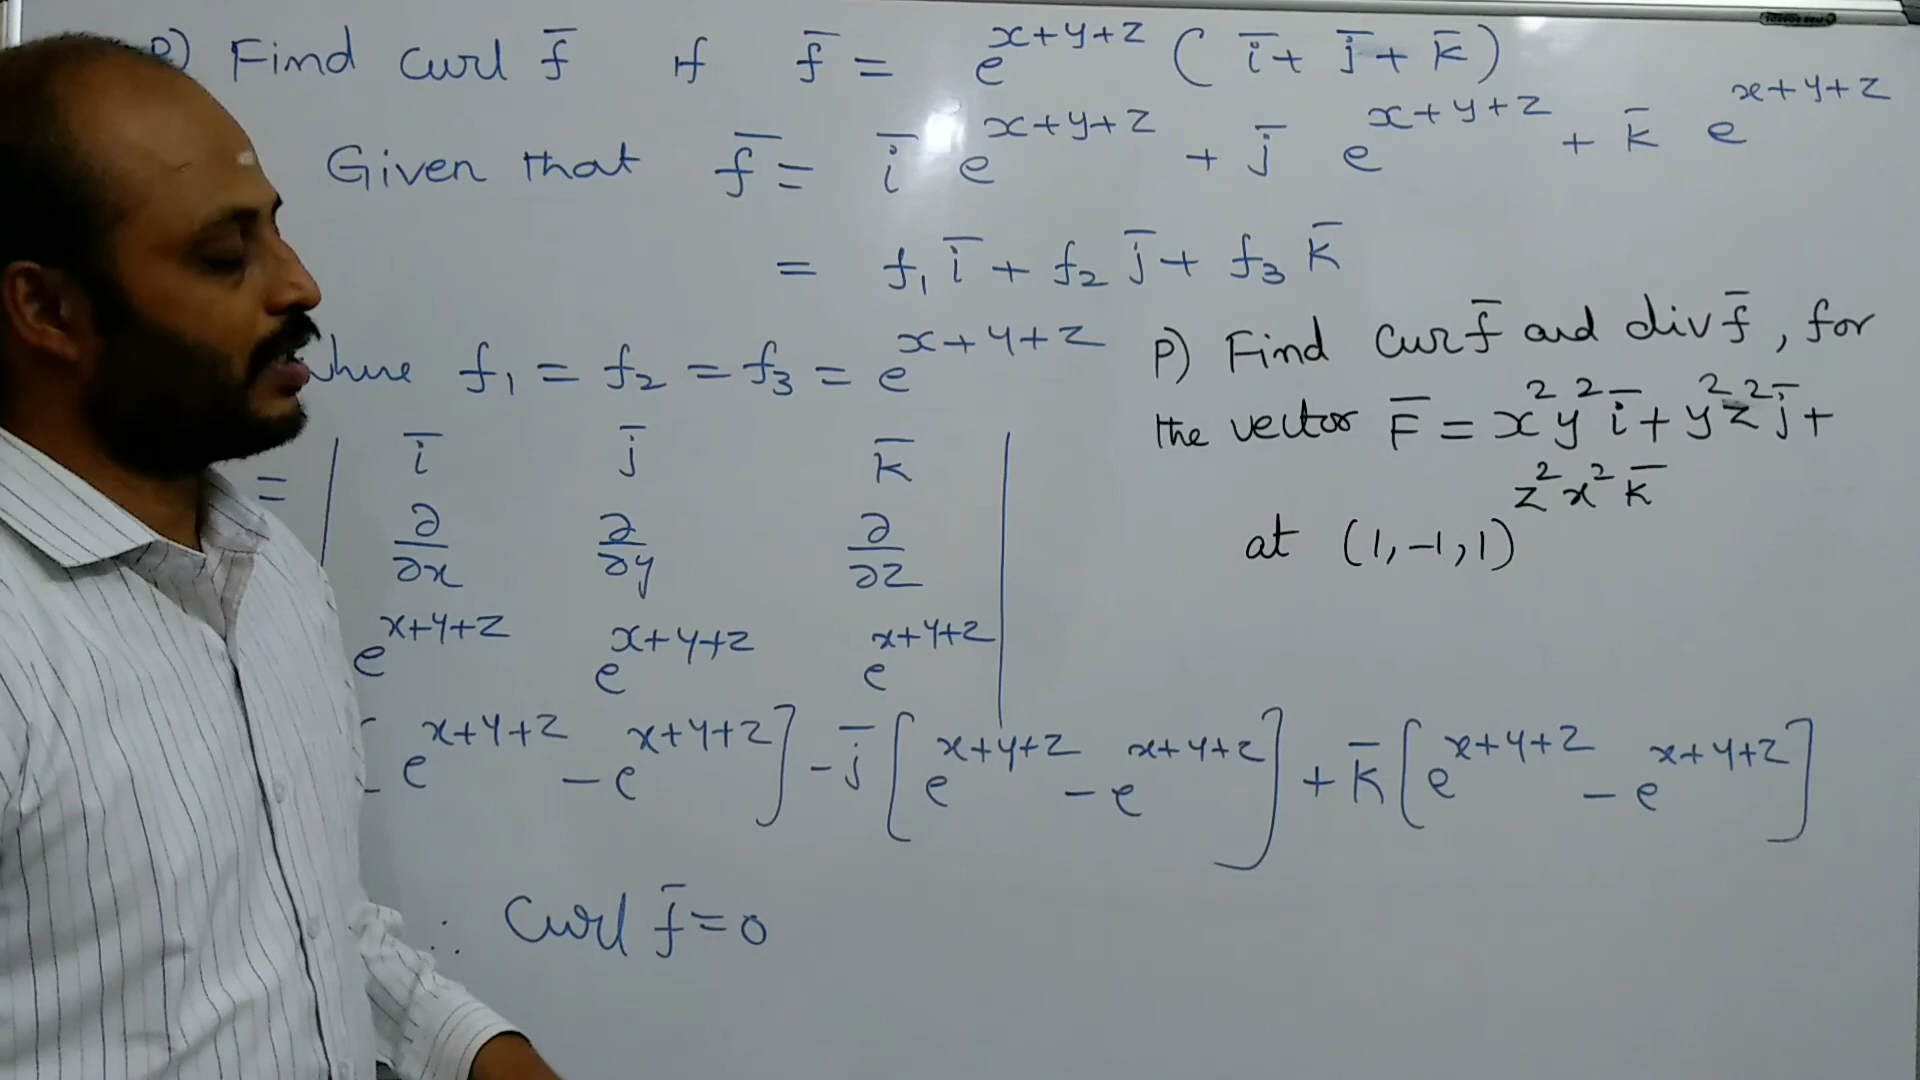 P) Find curl f̅ if f̅ = e^{x+y+z} ( i̅ + j̅ + k̅ )
Given that f̅ = i̅ e^{x+y+z} + j̅ e^{x+y+z} + k̅ e^{x+y+z}
= f₁ i̅ + f₂ j̅ + f₃ k̅
where f₁ = f₂ = f₃ = e^{x+y+z}
= | i̅ j̅ k̅ |
∂/∂x ∂/∂y ∂/∂z
e^{x+y+z} e^{x+y+z} e^{x+y+z}
[ e^{x+y+z} - e^{x+y+z} ] - j̅ [ e^{x+y+z} - e^{x+y+z} ] + k̅ [ e^{x+y+z} - e^{x+y+z} ]
∴ Curl f̅ = 0
P) Find Cur f̅ and div f̅, for
the vector F̅ = x²y² i̅ + y²z² j̅ +
z²x² k̅
at (1,-1,1)